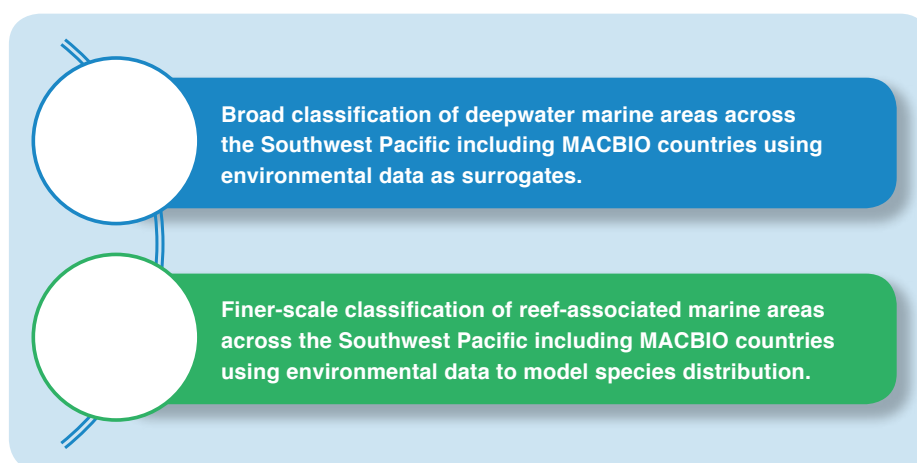 Broad classification of deepwater marine areas across
the Southwest Pacific including MACBIO countries using
environmental data as surrogates.
Finer-scale classification of reef-associated marine areas
across the Southwest Pacific including MACBIO countries
using environmental data to model species distribution.